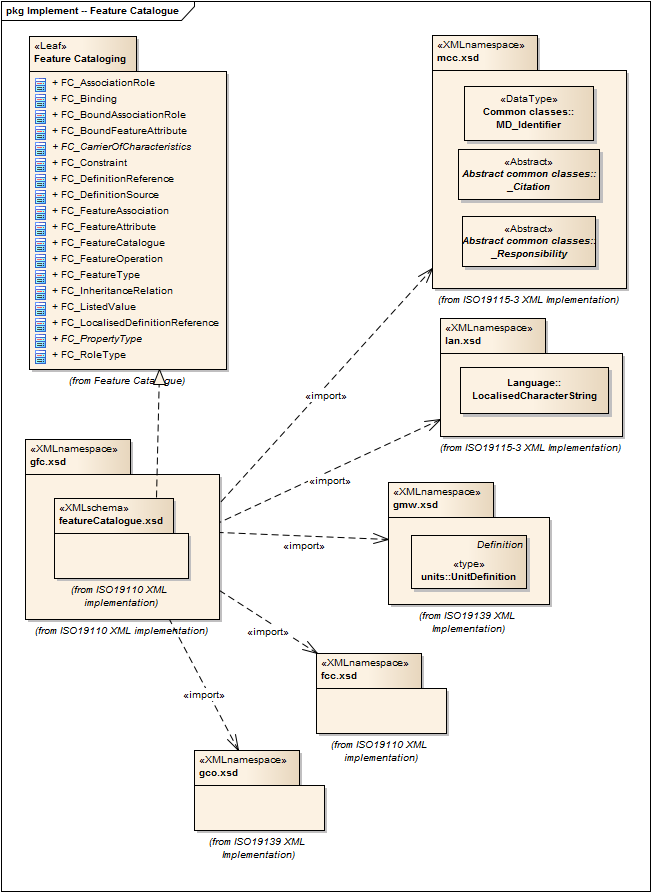 pkg Implement -- Feature Catalogue
«Leaf»
Feature Cataloging
+ FC_AssociationRole
+ FC_Binding
+ FC_BoundAssociationRole
+ FC_BoundFeatureAttribute
+ FC_CarrierOfCharacteristics
+ FC_Constraint
+ FC_DefinitionReference
+ FC_DefinitionSource
+ FC_FeatureAssociation
+ FC_FeatureAttribute
+ FC_FeatureCatalogue
+ FC_FeatureOperation
+ FC_FeatureType
+ FC_InheritanceRelation
+ FC_ListedValue
+ FC_LocalisedDefinitionReference
+ FC_PropertyType
+ FC_RoleType
(from Feature Catalogue)
«XMLnamespace»
mcc.xsd
«DataType»
Common classes::
MD_Identifier
«Abstract»
Abstract common classes::
_Citation
«Abstract»
Abstract common classes::
_Responsibility
(from ISO19115-3 XML Implementation)
«XMLnamespace»
lan.xsd
Language::
LocalisedCharacterString
(from ISO19115-3 XML Implementation)
«import»
«import»
«XMLnamespace»
gfc.xsd
«XMLschema»
featureCatalogue.xsd
(from ISO19110 XML
implementation)
(from ISO19110 XML implementation)
«XMLnamespace»
gmw.xsd
Definition
«type»
units::UnitDefinition
(from ISO19139 XML
Implementation)
«import»
«import»
«XMLnamespace»
fcc.xsd
(from ISO19110 XML
implementation)
«import»
«XMLnamespace»
gco.xsd
(from ISO19139 XML
Implementation)